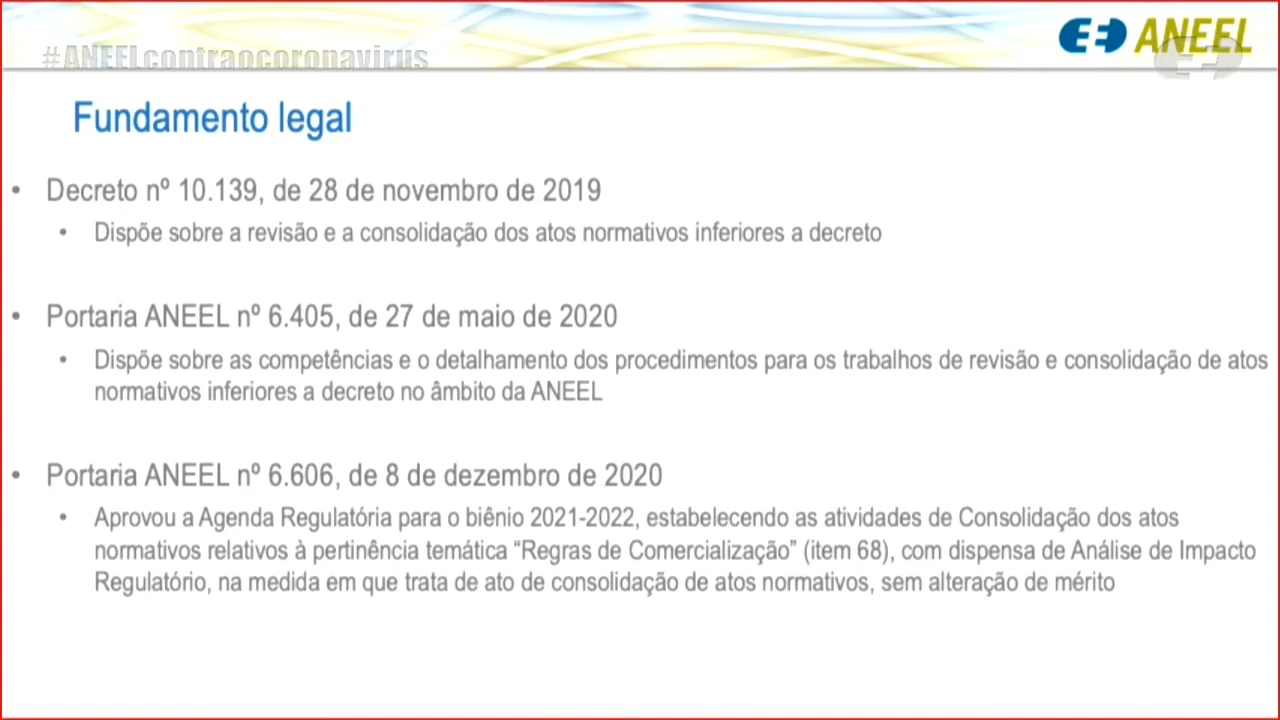 #ANEELcontraocoronavirus
ANEEL
Fundamento legal
• Decreto nº 10.139, de 28 de novembro de 2019
• Dispõe sobre a revisão e a consolidação dos atos normativos inferiores a decreto
• Portaria ANEEL nº 6.405, de 27 de maio de 2020
• Dispõe sobre as competências e o detalhamento dos procedimentos para os trabalhos de revisão e consolidação de atos
normativos inferiores a decreto no âmbito da ANEEL
• Portaria ANEEL nº 6.606, de 8 de dezembro de 2020
• Aprovou a Agenda Regulatória para o biênio 2021-2022, estabelecendo as atividades de Consolidação dos atos
normativos relativos à pertinência temática “Regras de Comercialização” (item 68), com dispensa de Análise de Impacto
Regulatório, na medida em que trata de ato de consolidação de atos normativos, sem alteração de mérito